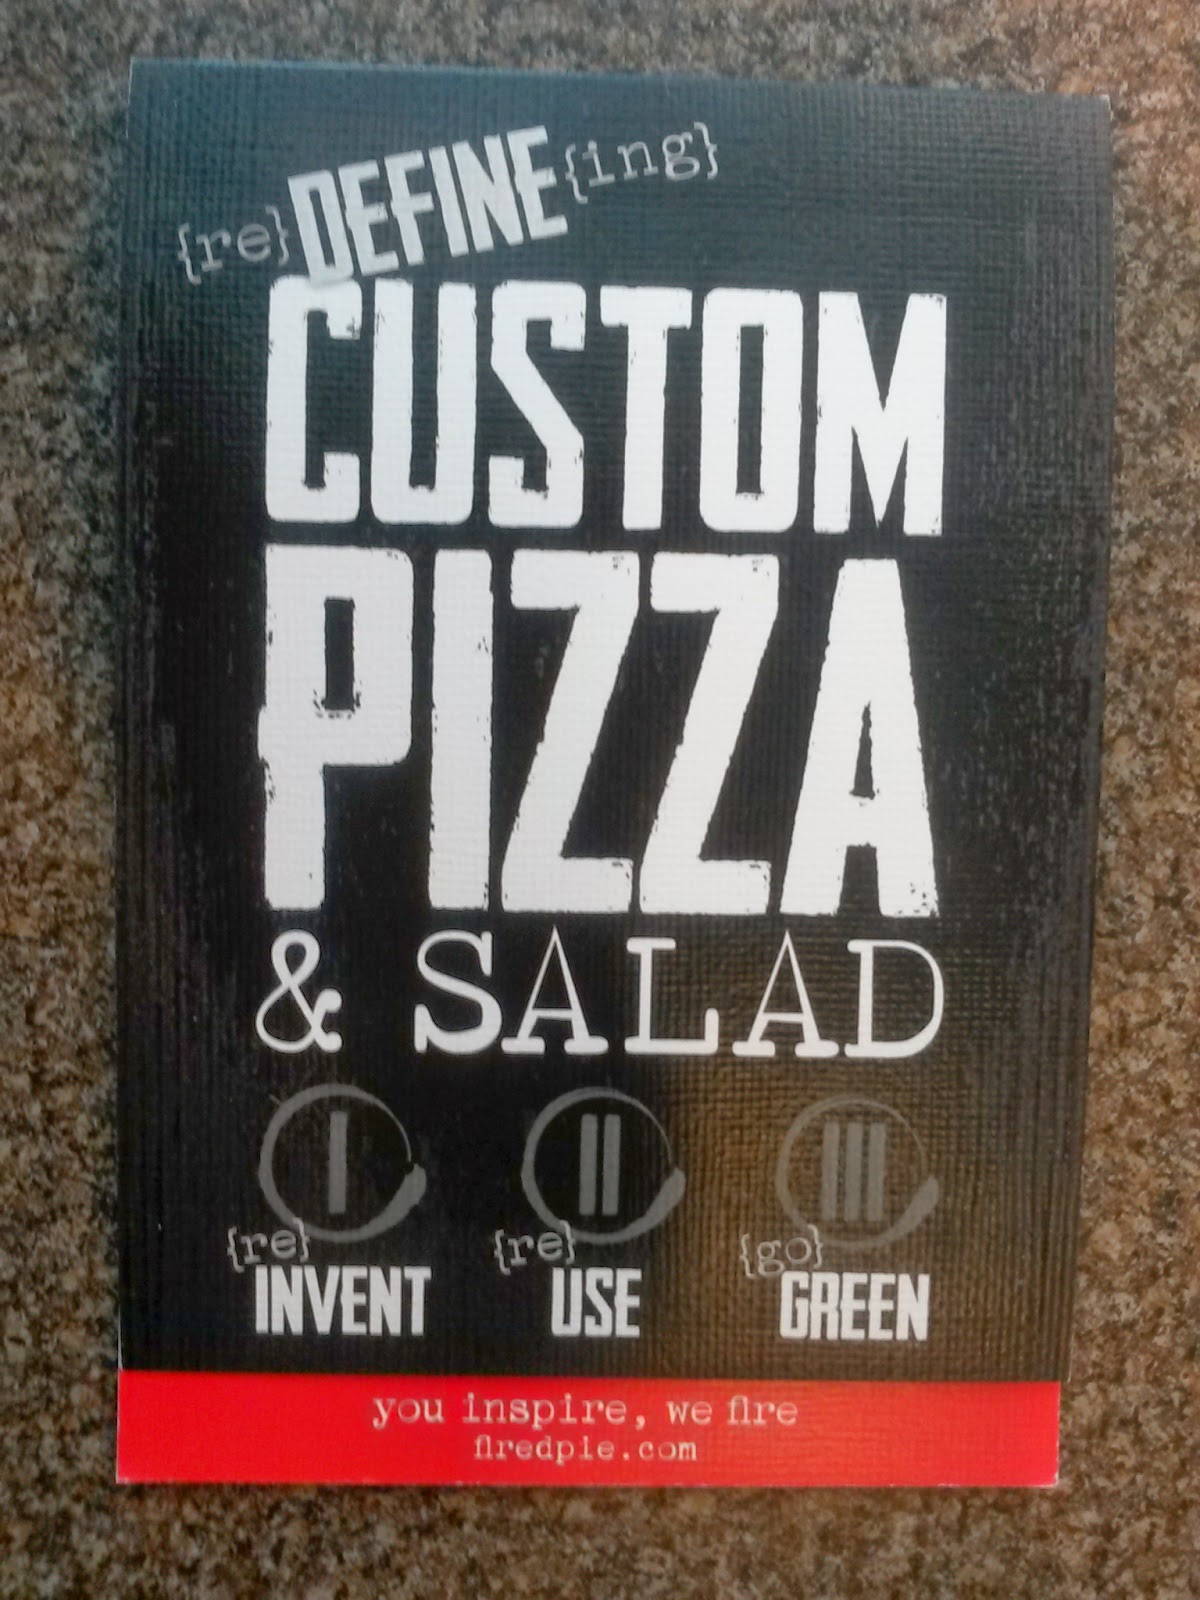 {re}DEFINE{ing}
CUSTOM
PIZZA
& SALAD
I II III
{re} {re} {go}
INVENT USE GREEN
you inspire, we fire
firedpie.com